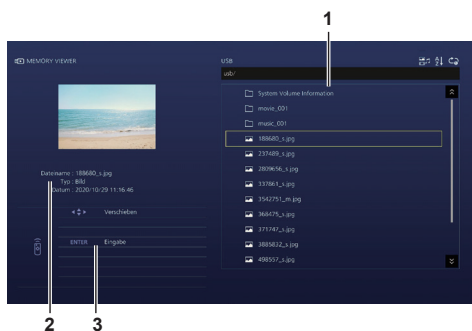 1
MEMORY VIEWER
USB
usb/
System Volume Information
movie_001
music_001
188680_s.jpg
237489_s.jpg
2809656_s.jpg
337861_s.jpg
3542751_m.jpg
368475_s.jpg
371747_s.jpg
3885832_s.jpg
498557_s.jpg
Dateiname : 188680_s.jpg
Typ : Bild
Datum : 2020/10/29 11:16:46
Verschieben
ENTER Eingabe
2
3